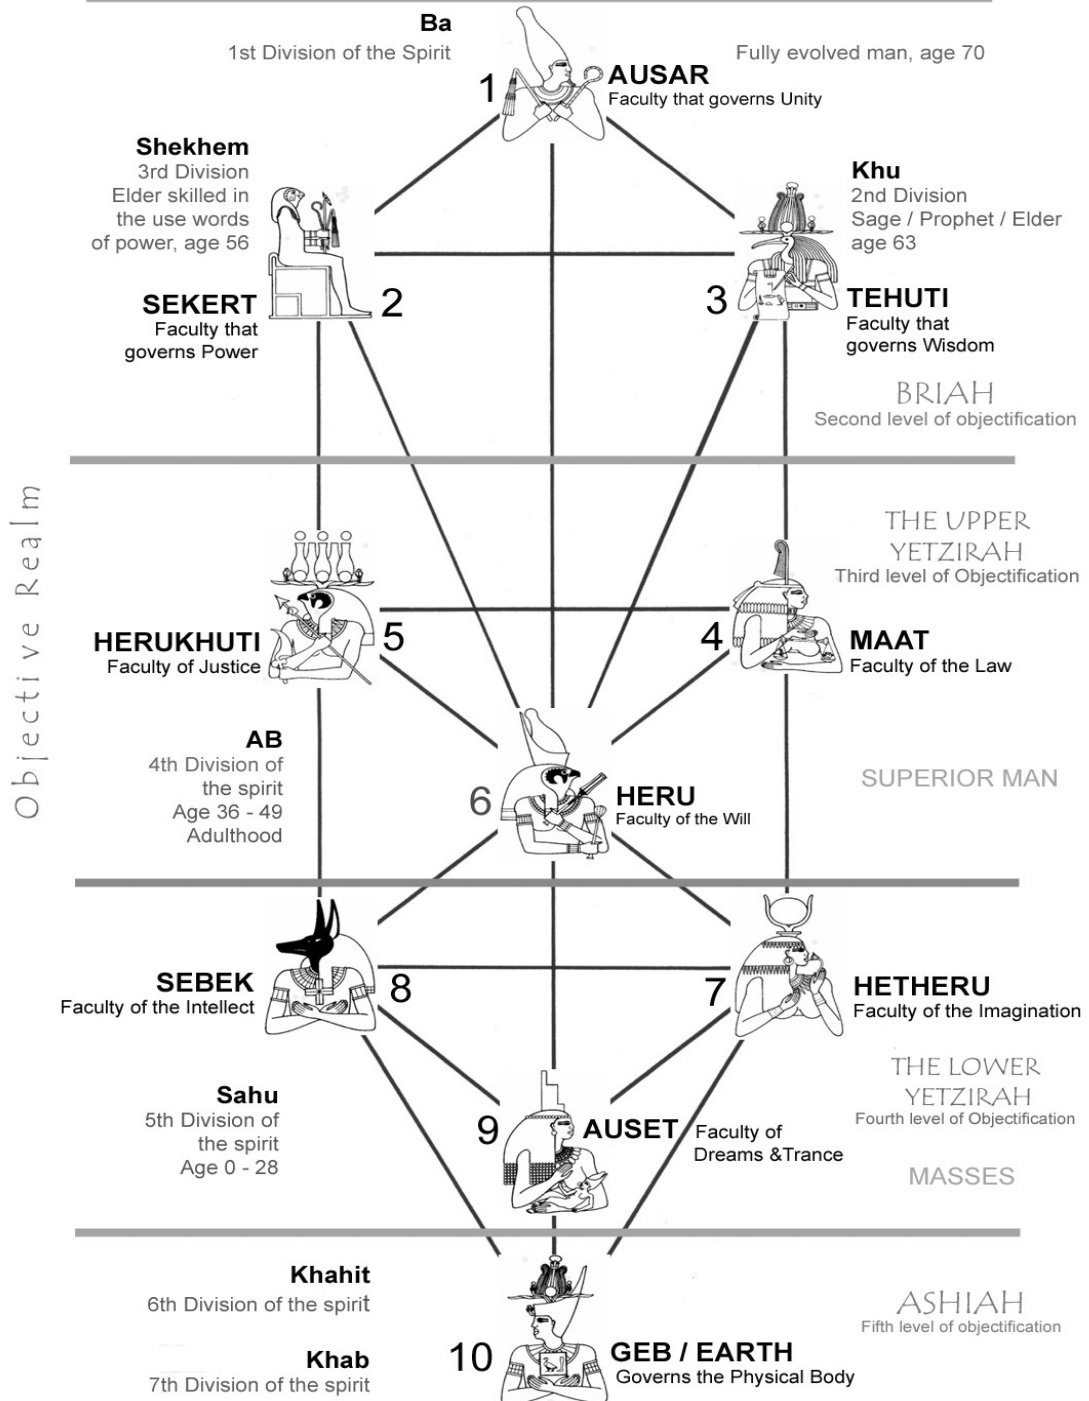 Ba
1st Division of the Spirit
Fully evolved man, age 70
1
AUSAR
Faculty that governs Unity
Shekhem
3rd Division
Elder skilled in
the use words
of power, age 56
Khu
2nd Division
Sage / Prophet / Elder
age 63
SEKERT
Faculty that
governs Power
2
3
TEHUTI
Faculty that
governs Wisdom
BRIAH
Second level of objectification
Objective Realm
THE UPPER
YETZIRAH
Third level of Objectification
HERUKHUTI
Faculty of Justice
5
4
MAAT
Faculty of the Law
AB
4th Division of
the spirit
Age 36 - 49
Adulthood
6
HERU
Faculty of the Will
SUPERIOR MAN
SEBEK
Faculty of the Intellect
8
7
HETHERU
Faculty of the Imagination
THE LOWER
YETZIRAH
Fourth level of Objectification
Sahu
5th Division of
the spirit
Age 0 - 28
9
AUSET
Faculty of
Dreams &Trance
MASSES
Khahit
6th Division of the spirit
ASHIAH
Fifth level of objectification
Khab
7th Division of the spirit
10
GEB / EARTH
Governs the Physical Body